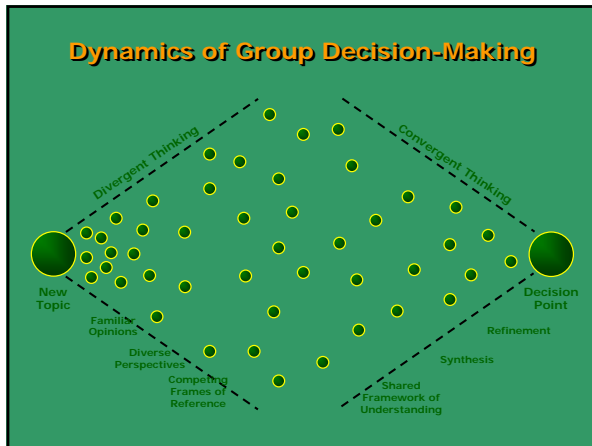 Dynamics of Group Decision-Making
Divergent Thinking
Convergent Thinking
New
Topic
Decision
Point
Familiar
Opinions
Diverse
Perspectives
Competing
Frames of
Reference
Shared
Framework of
Understanding
Synthesis
Refinement